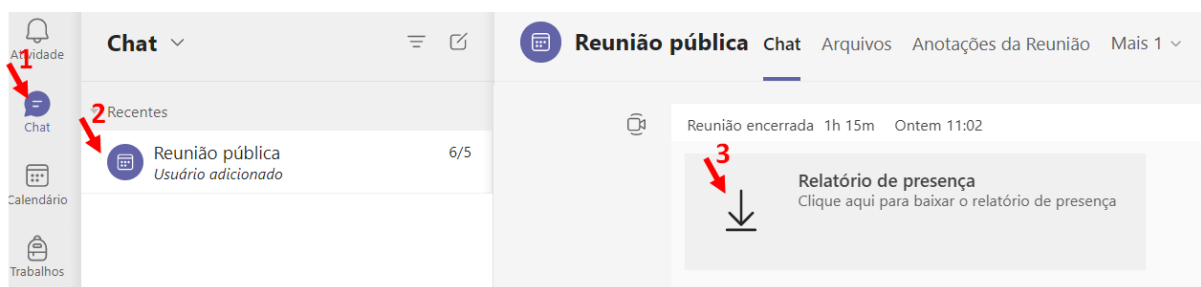 Atividade
1
Chat
Calendário
Trabalhos
Chat
Recentes
2
Reunião pública 6/5
Usuário adicionado
Reunião pública Chat Arquivos Anotações da Reunião Mais 1
Reunião encerrada 1h 15m Ontem 11:02
3
Relatório de presença
Clique aqui para baixar o relatório de presença